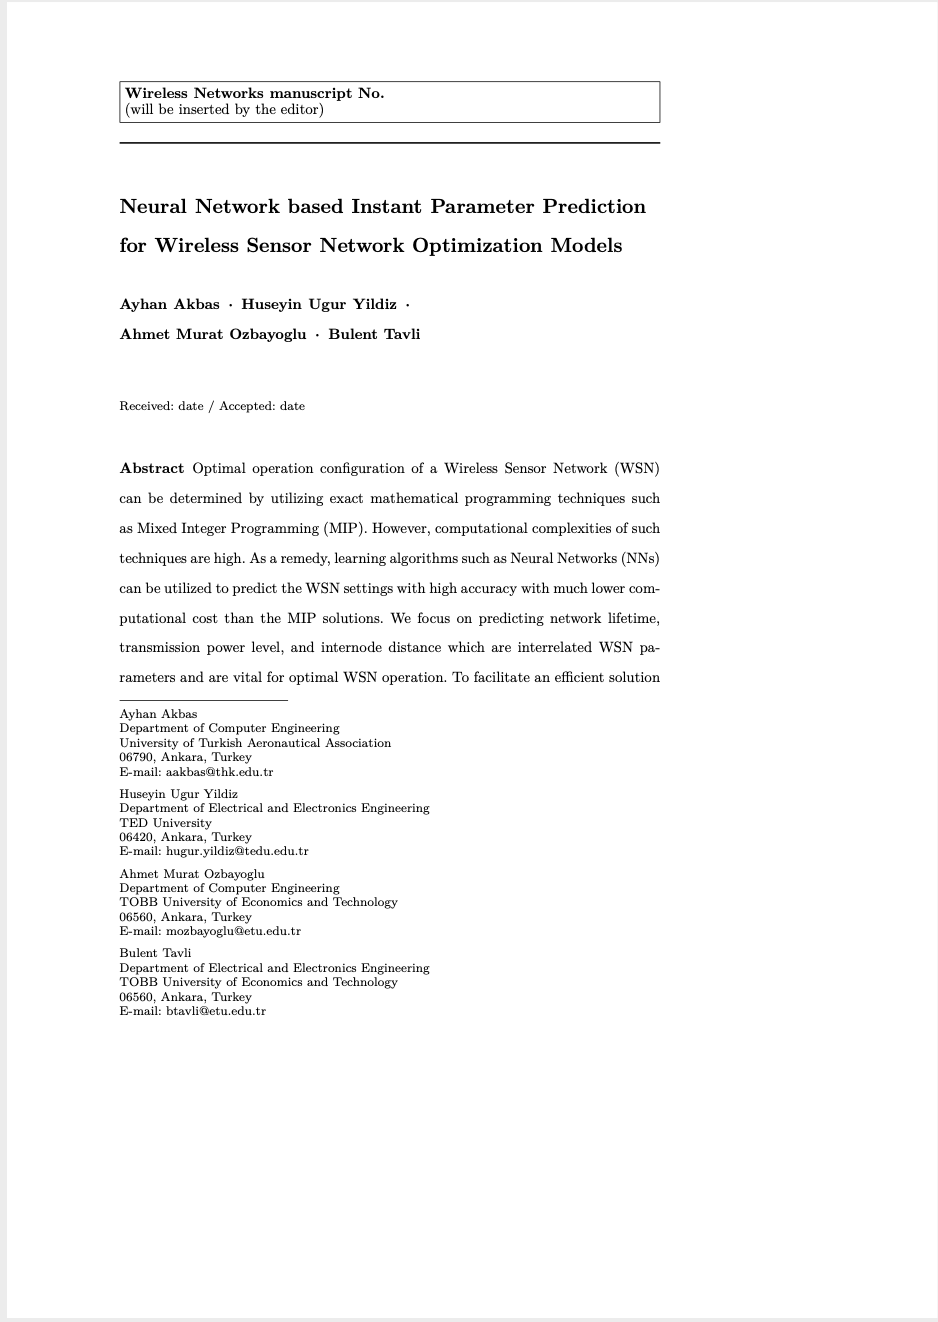 Wireless Networks manuscript No.
(will be inserted by the editor)
Neural Network based Instant Parameter Prediction
for Wireless Sensor Network Optimization Models
Ayhan Akbas · Huseyin Ugur Yildiz ·
Ahmet Murat Ozbayoglu · Bulent Tavli
Received: date / Accepted: date
Abstract Optimal operation configuration of a Wireless Sensor Network (WSN)
can be determined by utilizing exact mathematical programming techniques such
as Mixed Integer Programming (MIP). However, computational complexities of such
techniques are high. As a remedy, learning algorithms such as Neural Networks (NNs)
can be utilized to predict the WSN settings with high accuracy with much lower com-
putational cost than the MIP solutions. We focus on predicting network lifetime,
transmission power level, and internode distance which are interrelated WSN pa-
rameters and are vital for optimal WSN operation. To facilitate an efficient solution
Ayhan Akbas
Department of Computer Engineering
University of Turkish Aeronautical Association
06790, Ankara, Turkey
E-mail: aakbas@thk.edu.tr
Huseyin Ugur Yildiz
Department of Electrical and Electronics Engineering
TED University
06420, Ankara, Turkey
E-mail: hugur.yildiz@tedu.edu.tr
Ahmet Murat Ozbayoglu
Department of Computer Engineering
TOBB University of Economics and Technology
06560, Ankara, Turkey
E-mail: mozbayoglu@etu.edu.tr
Bulent Tavli
Department of Electrical and Electronics Engineering
TOBB University of Economics and Technology
06560, Ankara, Turkey
E-mail: btavli@etu.edu.tr